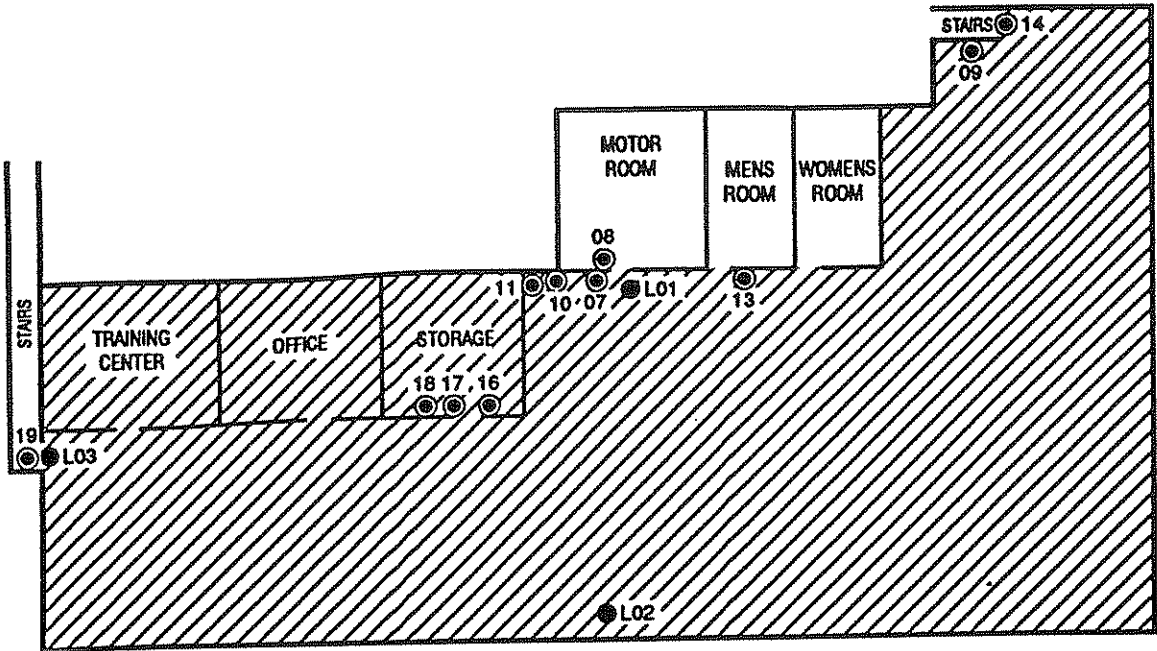 STAIRS
14
09
MOTOR
ROOM
MENS
ROOM
WOMENS
ROOM
08
11
10
07
L01
13
STAIRS
TRAINING
CENTER
OFFICE
STORAGE
18
17
16
19
L03
L02